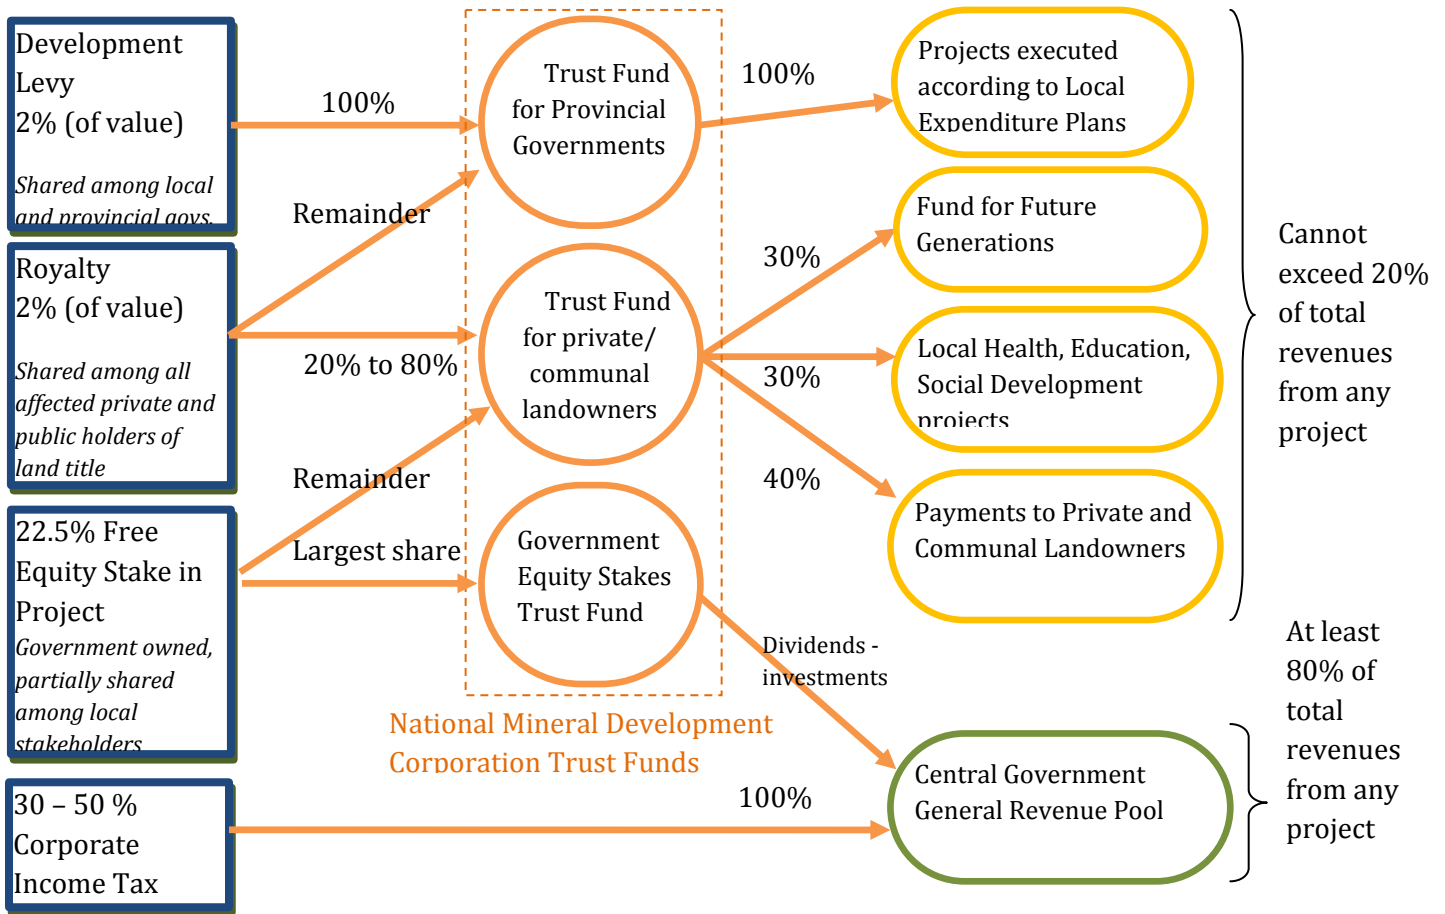 Development
Levy
2% (of value)
Shared among local
and provincial govs.
Royalty
2% (of value)
Shared among all
affected private and
public holders of
land title
22.5% Free
Equity Stake in
Project
Government owned,
partially shared
among local
stakeholders
30 – 50 %
Corporate
Income Tax
100%
Remainder
20% to 80%
Remainder
Largest share
Trust Fund
for Provincial
Governments
Trust Fund
for private/
communal
landowners
Government
Equity Stakes
Trust Fund
National Mineral Development
Corporation Trust Funds
100%
30%
30%
40%
Dividends -
investments
100%
Projects executed
according to Local
Expenditure Plans
Fund for Future
Generations
Local Health, Education,
Social Development
projects
Payments to Private and
Communal Landowners
Central Government
General Revenue Pool
Cannot
exceed 20%
of total
revenues
from any
project
At least
80% of
total
revenues
from any
project